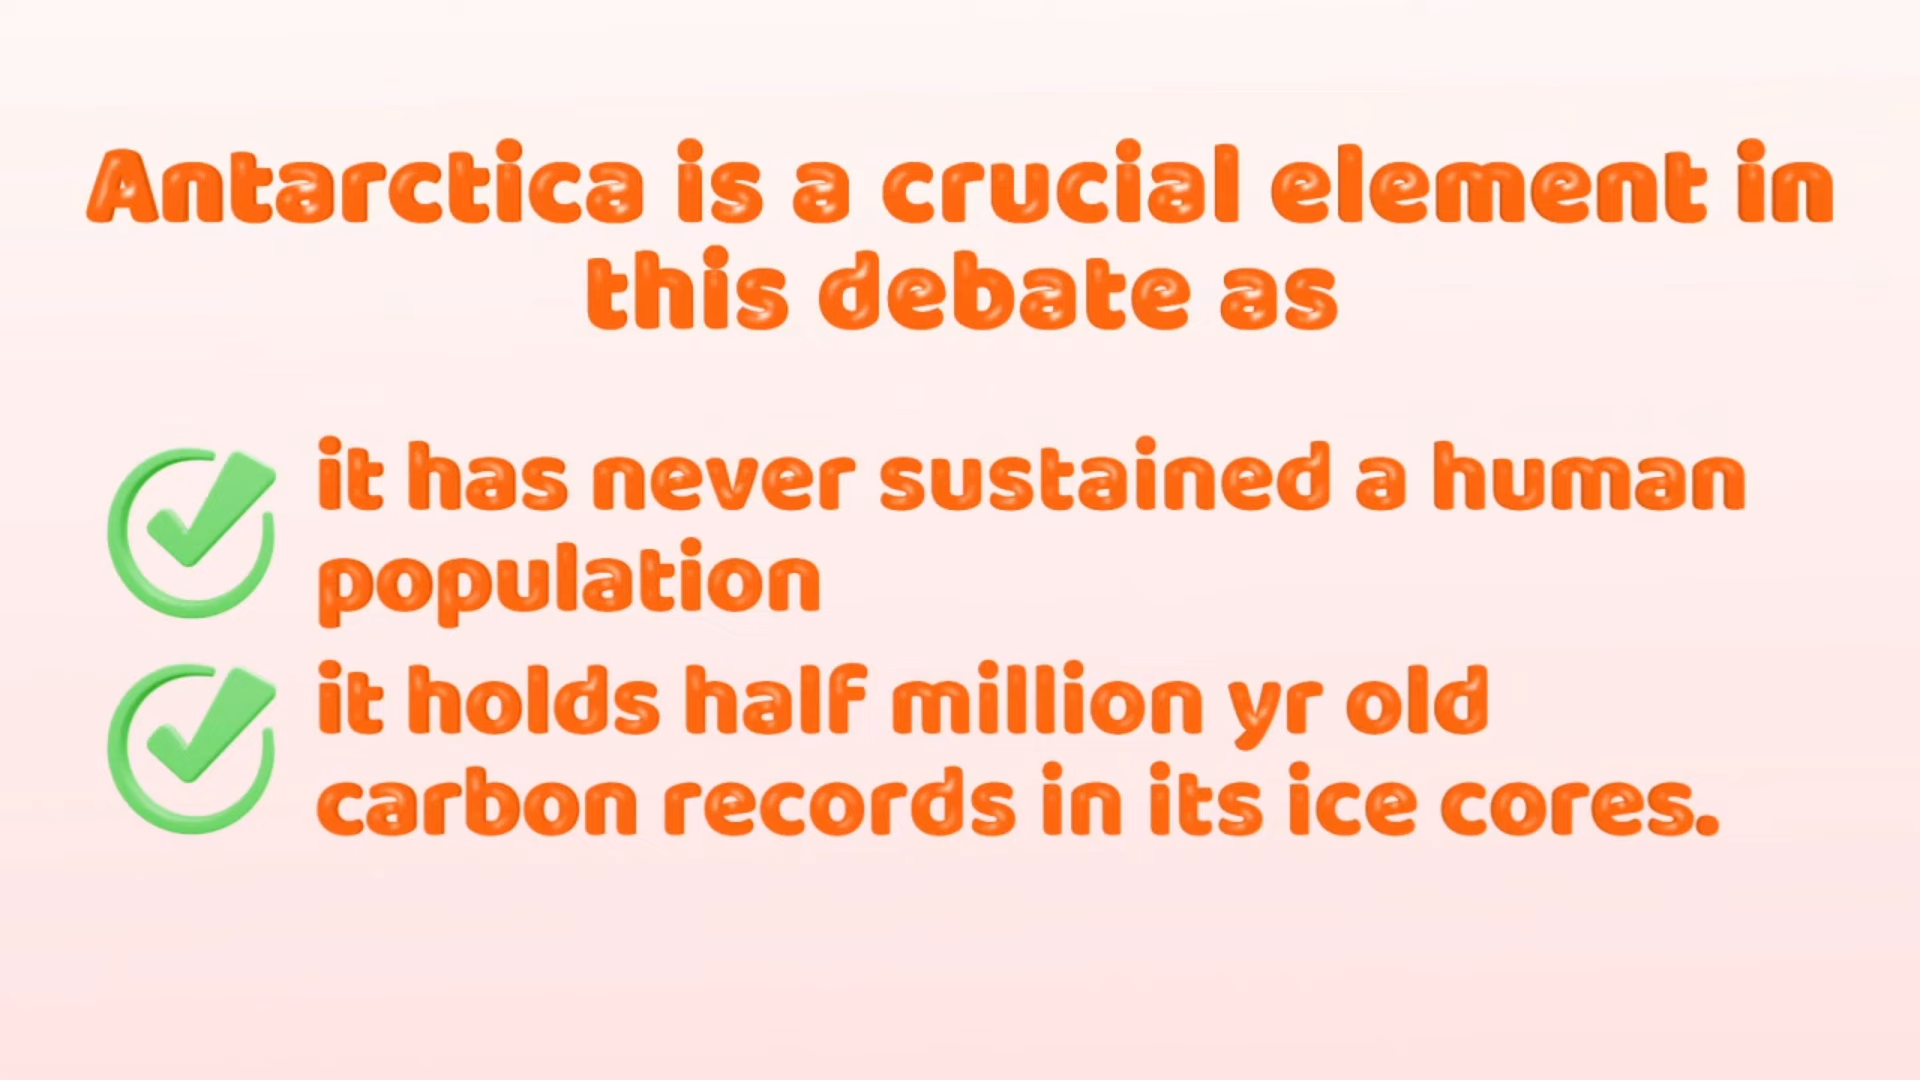 Antarctica is a crucial element in
this debate as
it has never sustained a human
population
it holds half million yr old
carbon records in its ice cores.